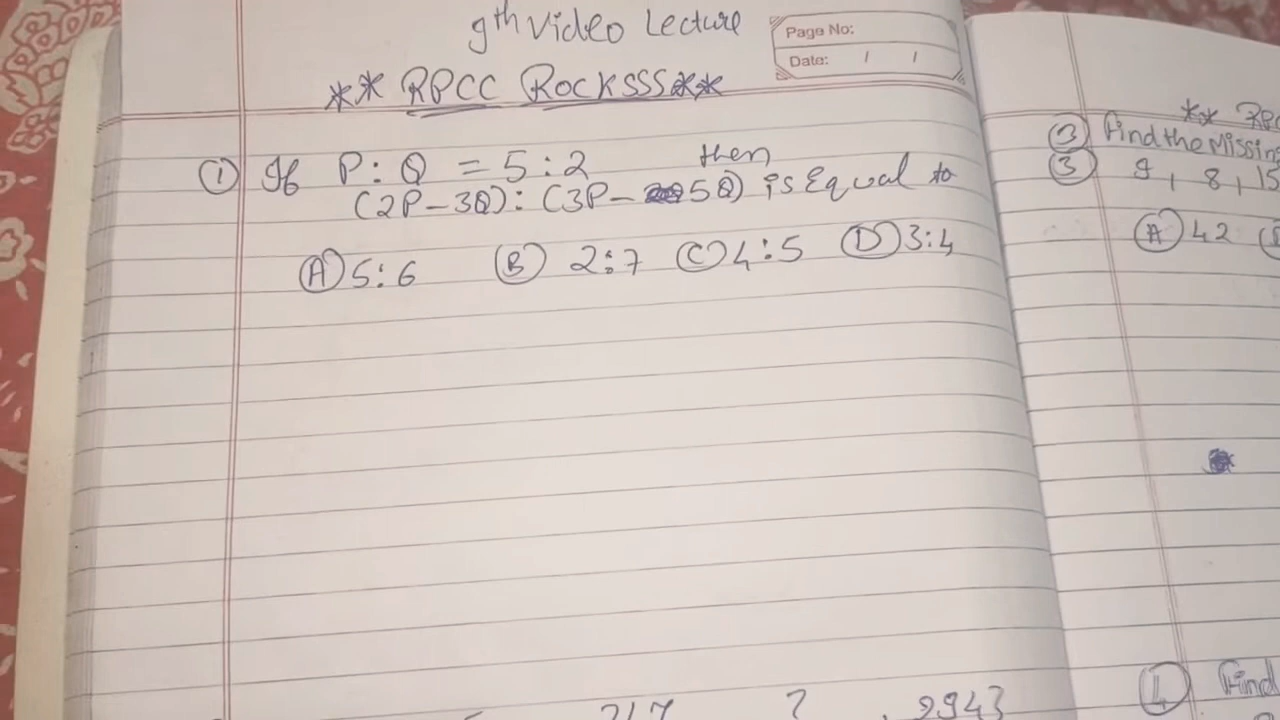 9th Video Lecture
Page No:
Date: / /
** RPCC ROCKSSS**
① If P : Q = 5 : 2 then
(2P - 3Q) : (3P - 5Q) is Equal to
Ⓐ 5:6 Ⓑ 2:7 Ⓒ 4:5 Ⓓ 3:4
217 ? 2943
**
③ Find the Missin
③ 9, 8, 15
Ⓐ 42
④ Find